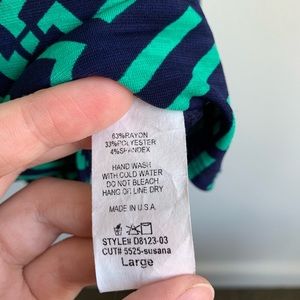 63%RAYON
33%POLYESTER
4%SPANDEX
HAND WASH
WITH COLD WATER
DO NOT BLEACH
HANG OR LINE DRY
MADE IN U.S.A.
STYLE# D8123-03
CUT# 5525-susana
Large